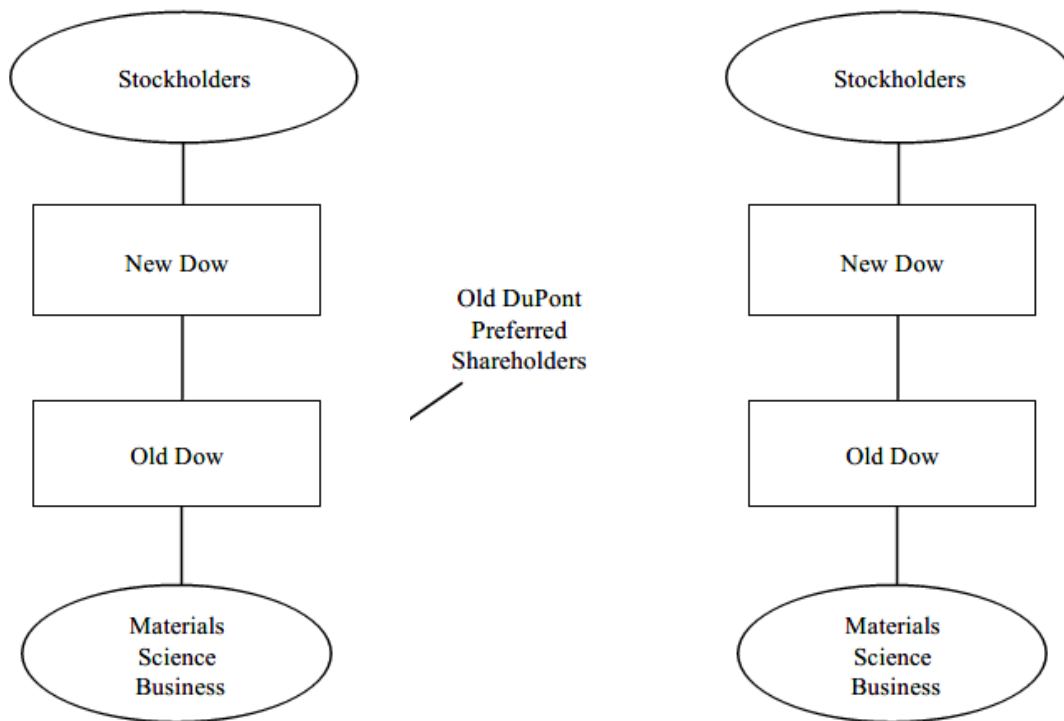 Stockholders
Stockholders
New Dow
New Dow
Old DuPont
Preferred
Shareholders
Old Dow
Old Dow
Materials
Science
Business
Materials
Science
Business